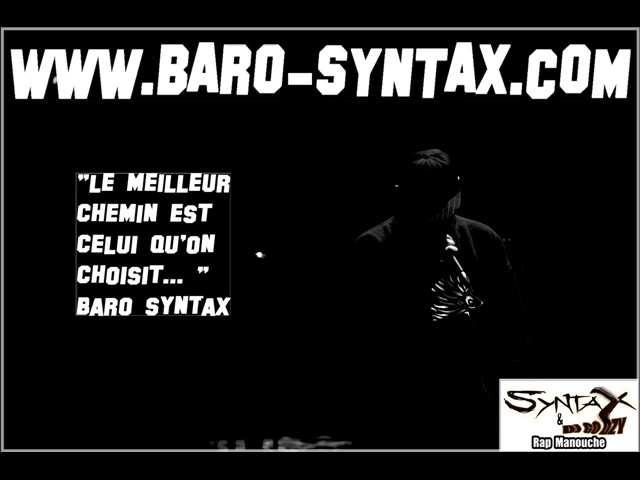 WWW.BARO-SYNTAX.COM
"LE MEILLEUR
CHEMIN EST
CELUI QU'ON
CHOISIT... "
BARO SYNTAX
SYNTAX
&
Rap Manouche